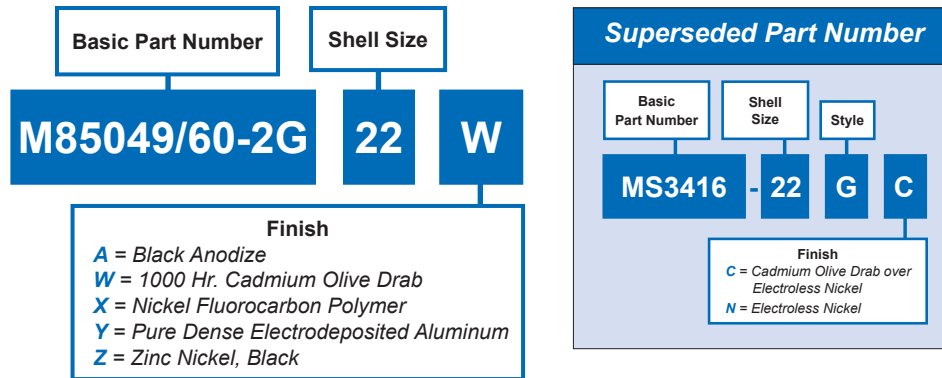 Basic Part Number
Shell Size
M85049/60-2G 22 W
Finish
A = Black Anodize
W = 1000 Hr. Cadmium Olive Drab
X = Nickel Fluorocarbon Polymer
Y = Pure Dense Electrodeposited Aluminum
Z = Zinc Nickel, Black
Superseded Part Number
Basic
Part Number
Shell
Size
Style
MS3416 - 22 G C
Finish
C = Cadmium Olive Drab over
Electroless Nickel
N = Electroless Nickel